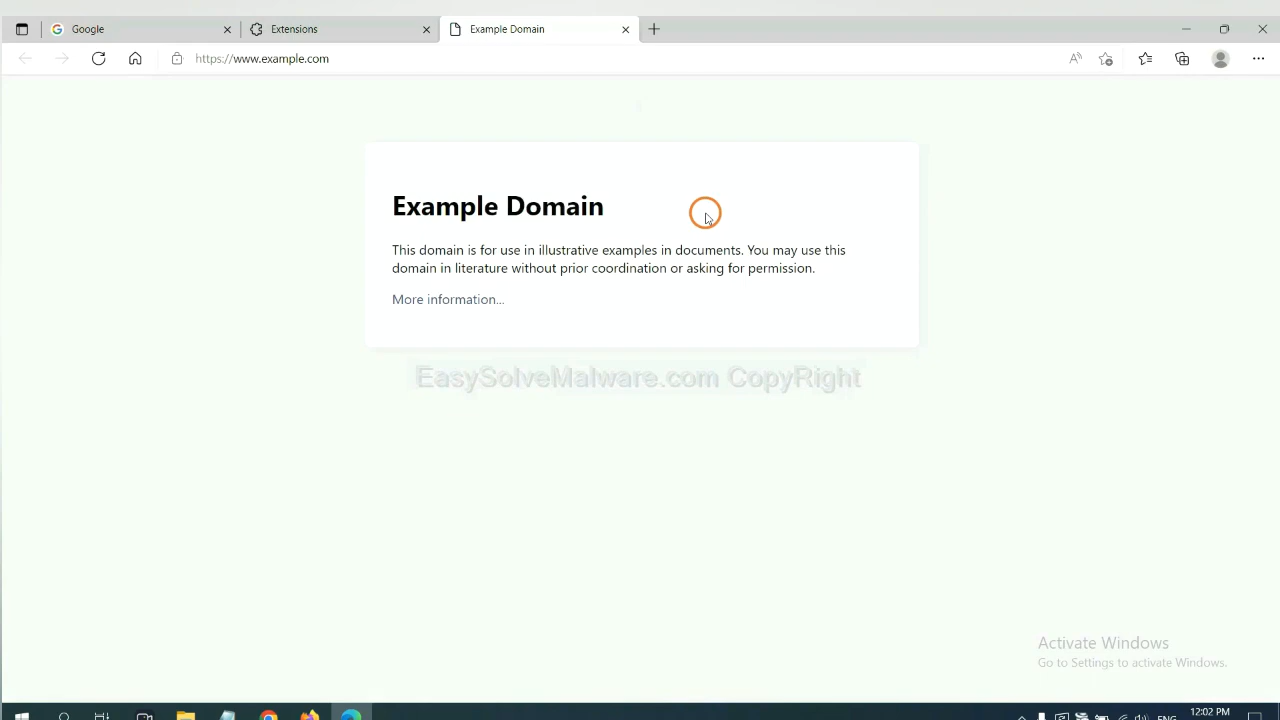 Google
Extensions
Example Domain
https://www.example.com
Example Domain
This domain is for use in illustrative examples in documents. You may use this
domain in literature without prior coordination or asking for permission.
More information...
EasySolveMalware.com CopyRight
Activate Windows
Go to Settings to activate Windows.
ENG
12:02 PM